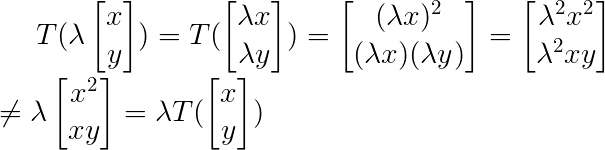 T(λ [x y]) = T([λx λy]) = [(λx)² (λx)(λy)] = [λ²x² λ²xy]
≠ λ [x² xy] = λT([x y])